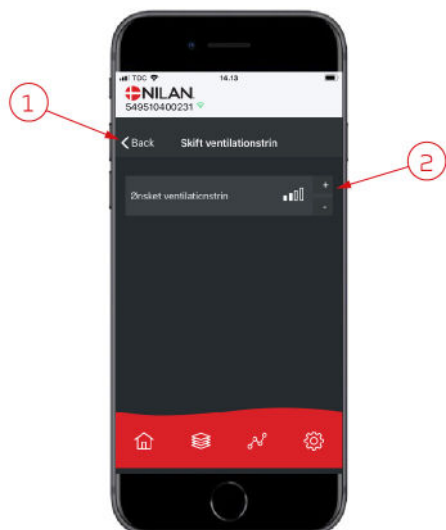 TDC
14.13
NILAN
549510400231
Back
Skift ventilationstrin
Ønsket ventilationstrin
+
-
1
2